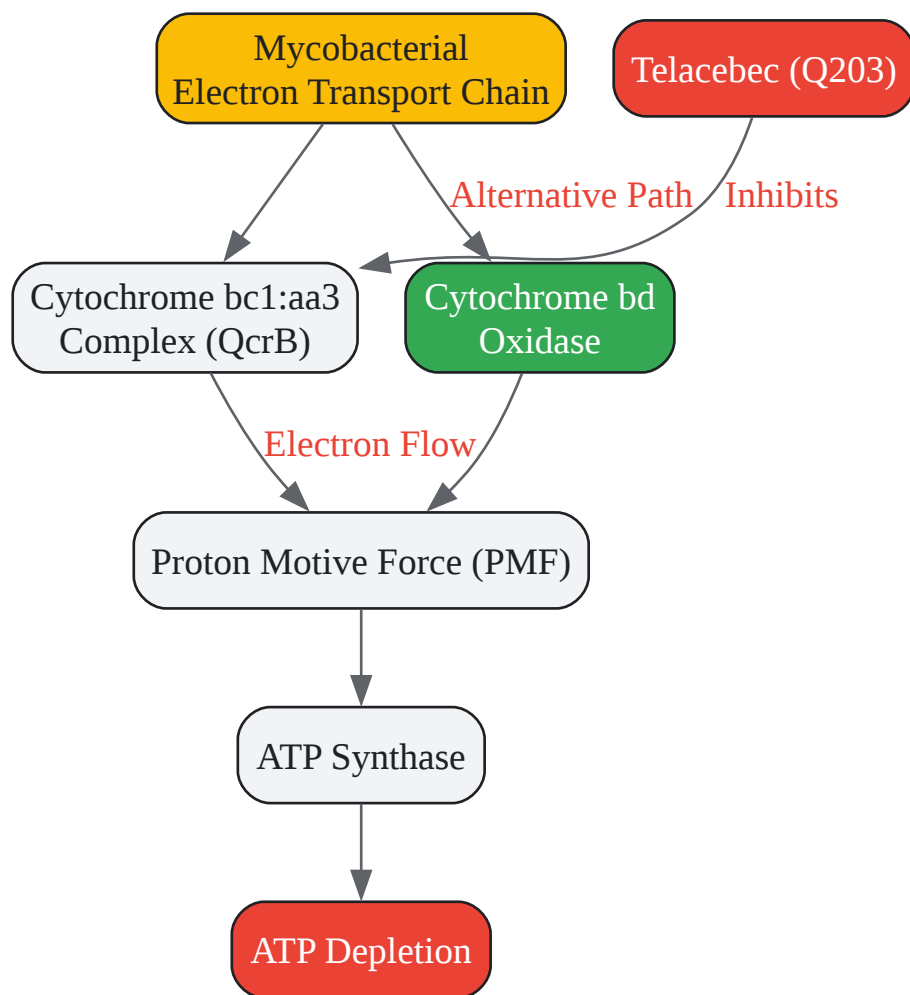 Mycobacterial
Electron Transport Chain
Telacebec (Q203)
Alternative Path
Inhibits
Cytochrome bc1:aa3
Complex (QcrB)
Cytochrome bd
Oxidase
Electron Flow
Proton Motive Force (PMF)
ATP Synthase
ATP Depletion